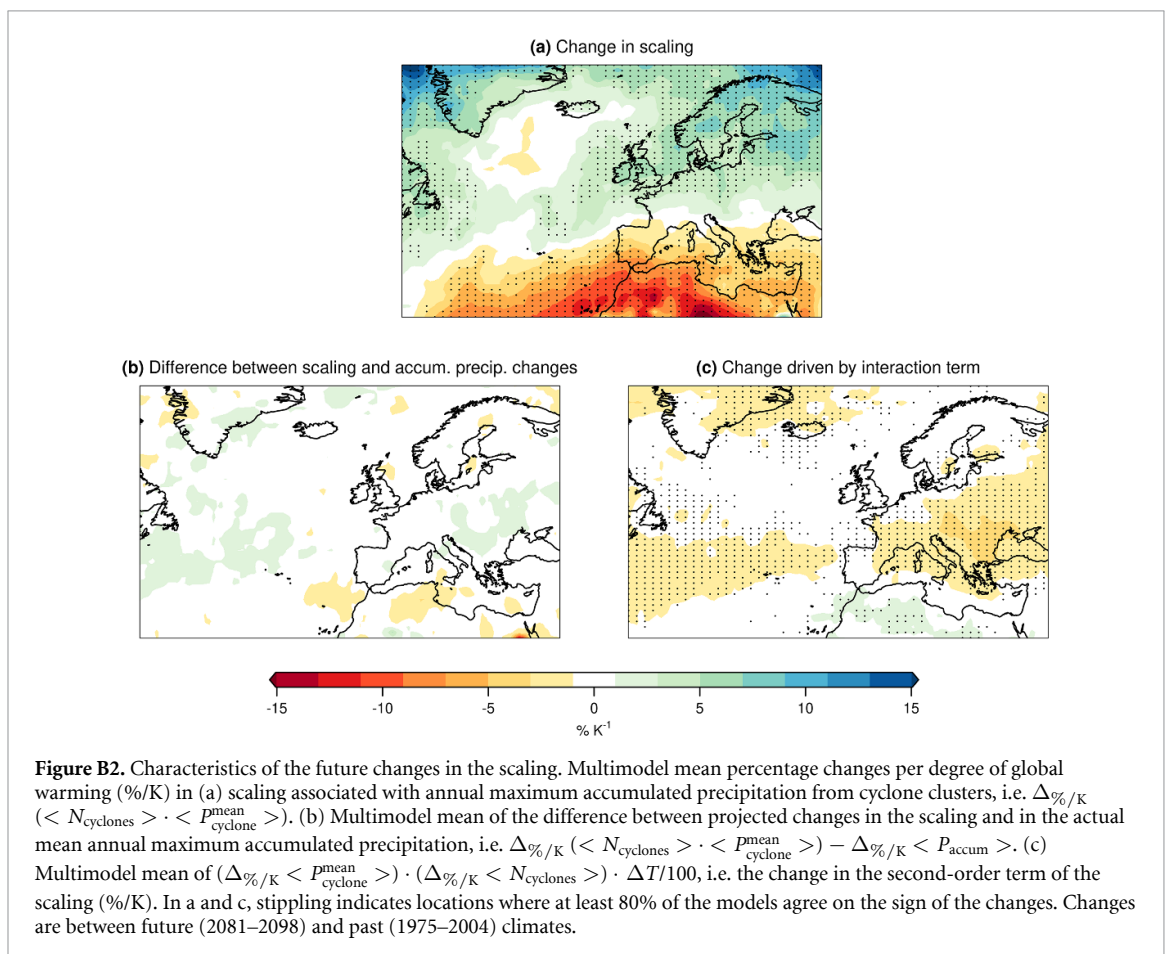 (a) Change in scaling
(b) Difference between scaling and accum. precip. changes
(c) Change driven by interaction term
-15 -10 -5 0 5 10 15
% K⁻¹
Figure B2. Characteristics of the future changes in the scaling. Multimodel mean percentage changes per degree of global
warming (%/K) in (a) scaling associated with annual maximum accumulated precipitation from cyclone clusters, i.e. Δ%/K
(< Ncyclones > · < P^mean_cyclone >). (b) Multimodel mean of the difference between projected changes in the scaling and in the actual
mean annual maximum accumulated precipitation, i.e. Δ%/K (< Ncyclones > · < P^mean_cyclone >) − Δ%/K < Paccum >. (c)
Multimodel mean of (Δ%/K < P^mean_cyclone >) · (Δ%/K < Ncyclones >) · ΔT/100, i.e. the change in the second-order term of the
scaling (%/K). In a and c, stippling indicates locations where at least 80% of the models agree on the sign of the changes. Changes
are between future (2081–2098) and past (1975–2004) climates.